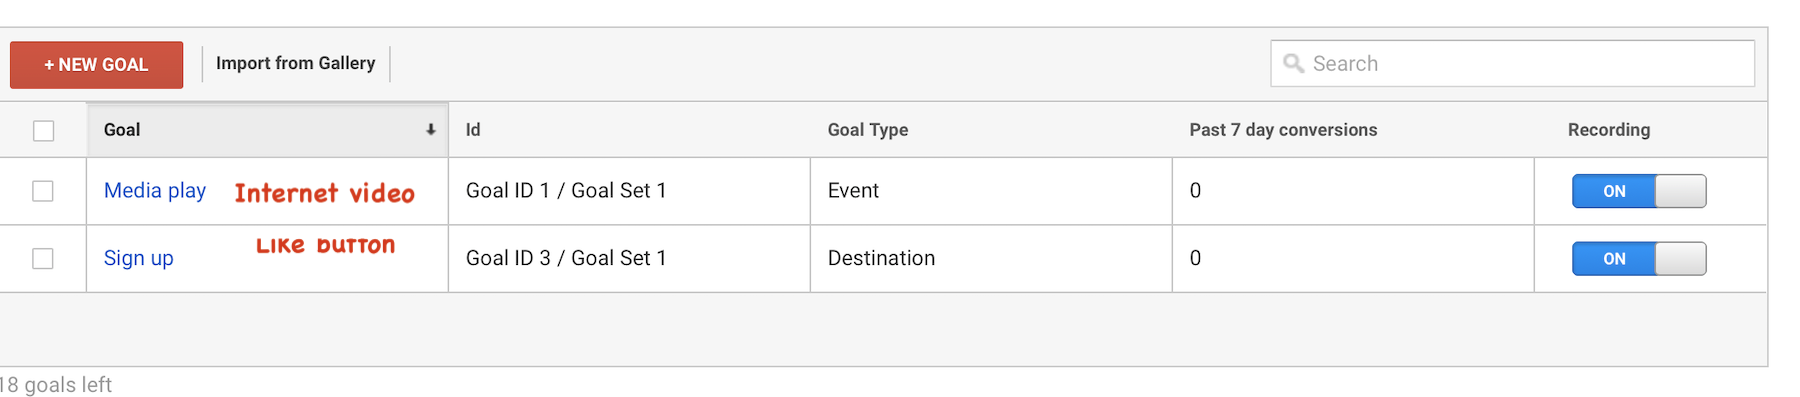 + NEW GOAL Import from Gallery Search
Goal Id Goal Type Past 7 day conversions Recording
Media play Internet video Goal ID 1 / Goal Set 1 Event 0 ON
Sign up Like button Goal ID 3 / Goal Set 1 Destination 0 ON
18 goals left